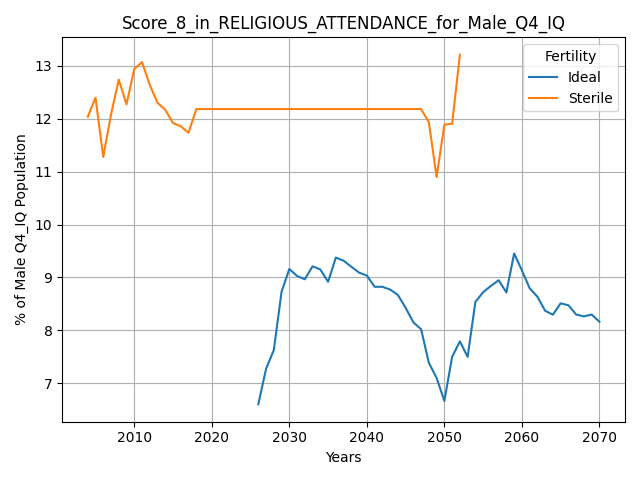 Score_8_in_RELIGIOUS_ATTENDANCE_for_Male_Q4_IQ
Fertility
Ideal
Sterile
% of Male Q4_IQ Population
13
12
11
10
9
8
7
2010 2020 2030 2040 2050 2060 2070
Years